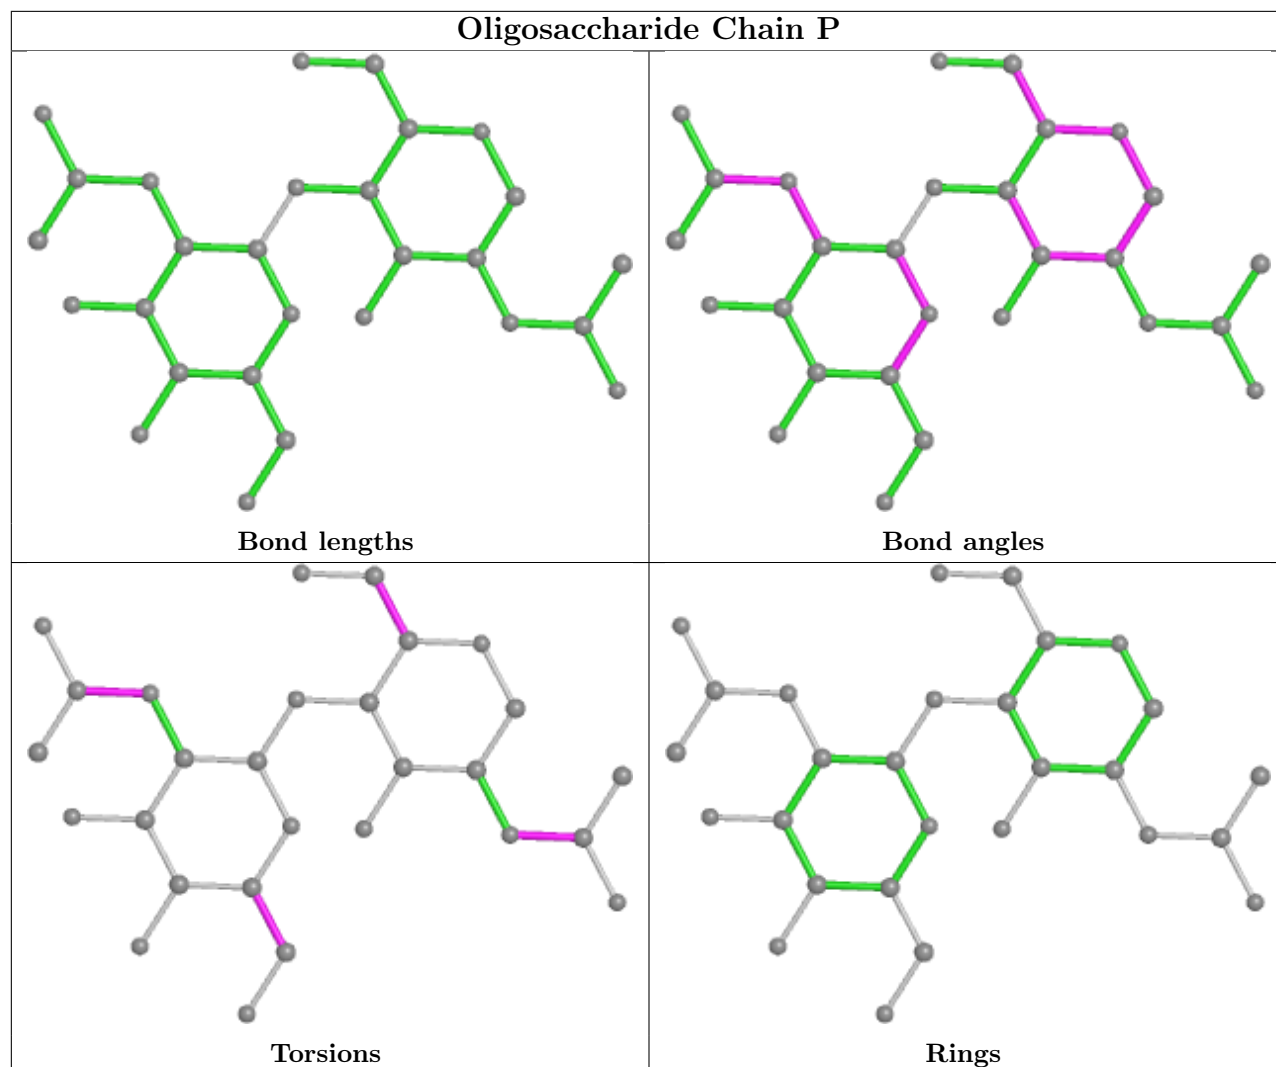 Oligosaccharide Chain P
Bond lengths
Bond angles
Torsions
Rings